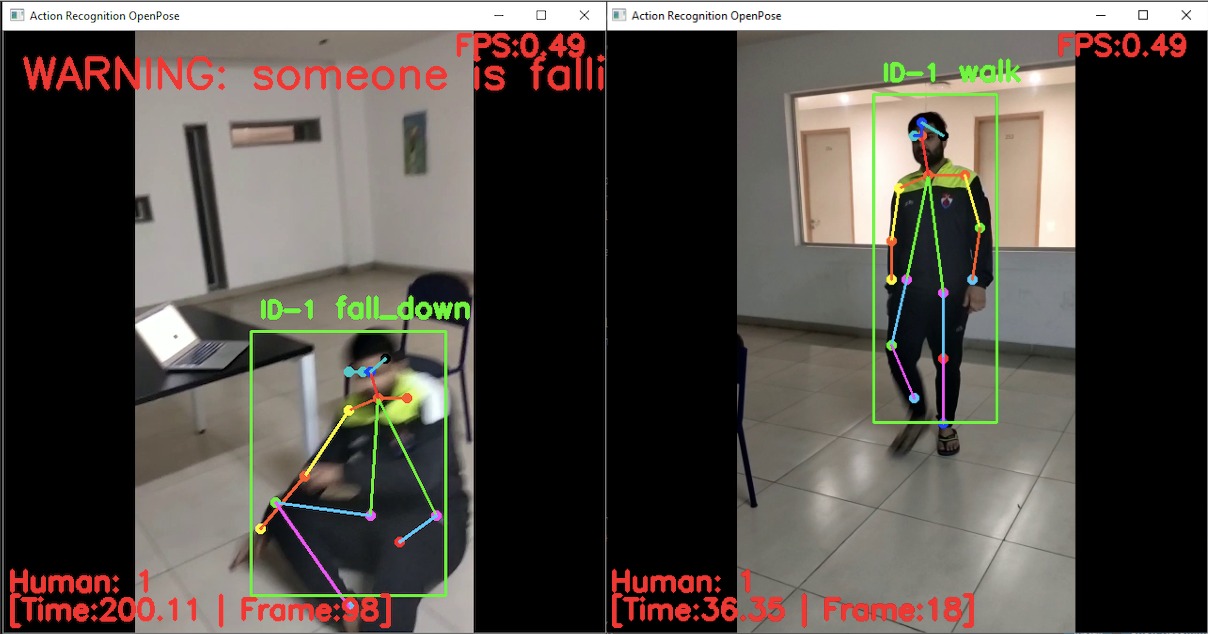 Action Recognition OpenPose
FPS:0.49
WARNING: someone is falli
ID-1 fall_down
Human: 1
[Time:200.11 | Frame:98]
Action Recognition OpenPose
FPS:0.49
ID-1 walk
Human: 1
[Time:36.35 | Frame:18]